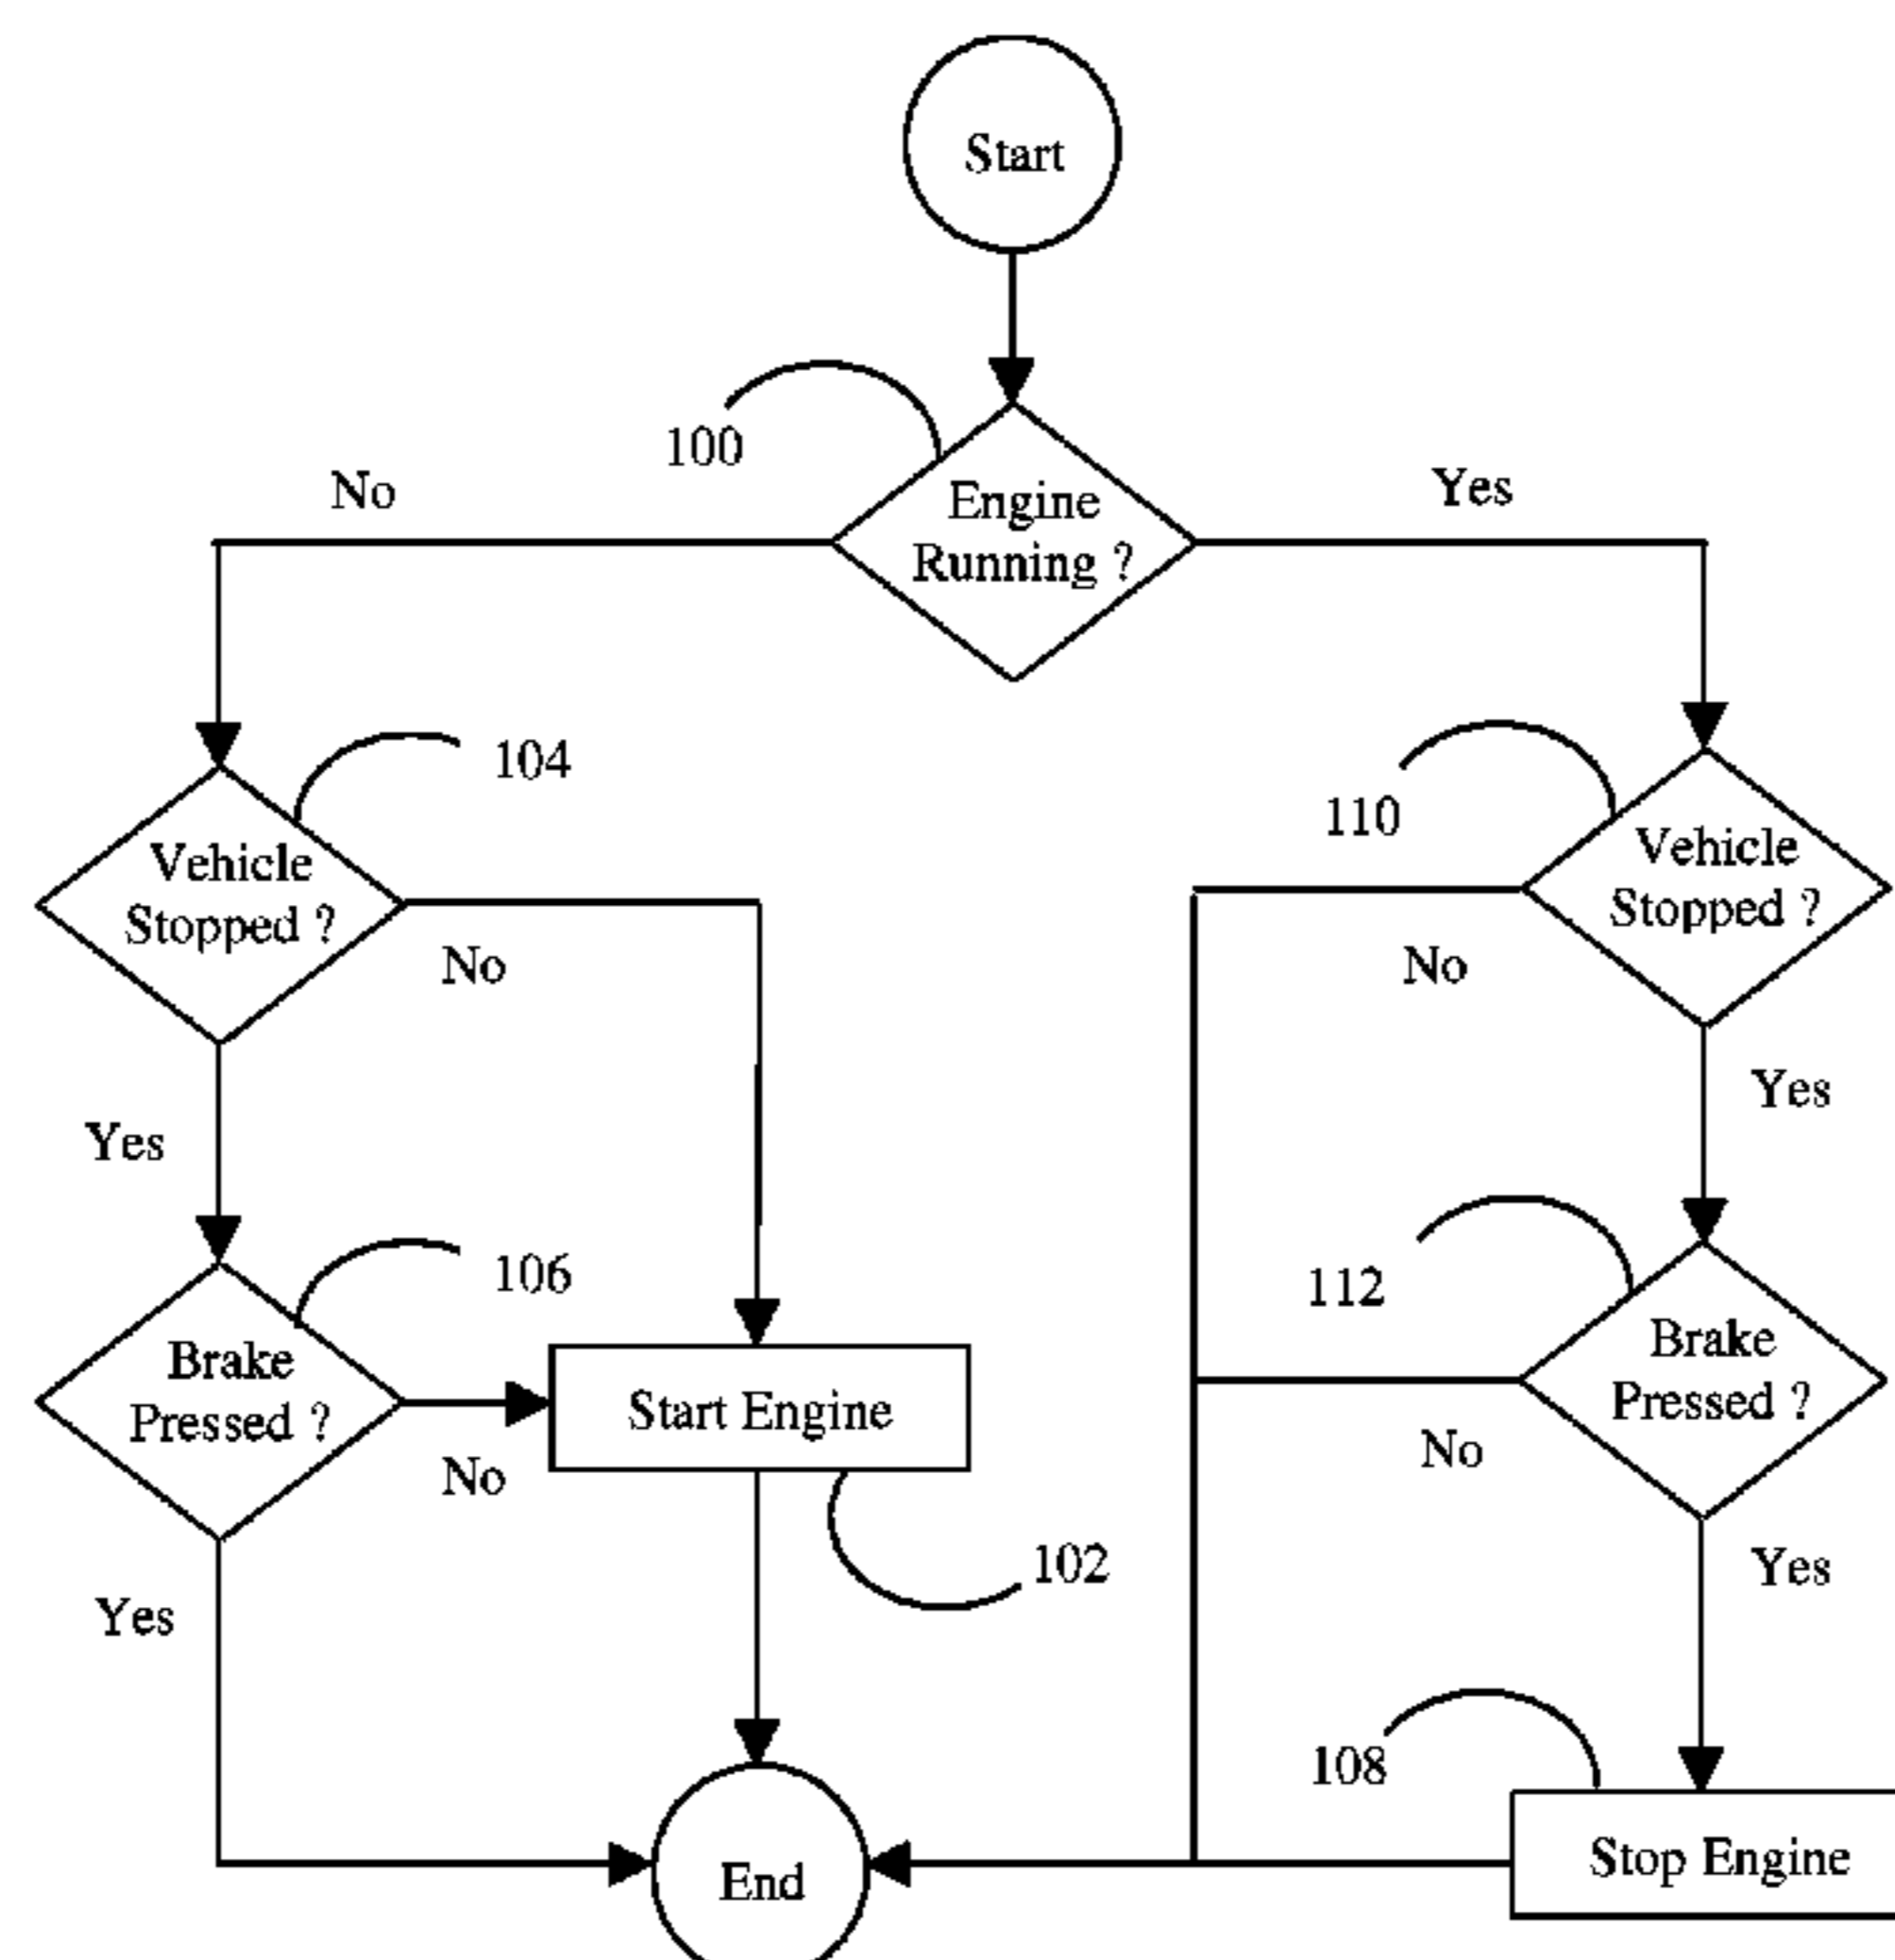 Start
100
No
Yes
Engine
Running ?
104
110
Vehicle
Stopped ?
No
Vehicle
Stopped ?
No
Yes
Yes
106
112
Brake
Pressed ?
No
Start Engine
Brake
Pressed ?
No
102
Yes
Yes
108
End
Stop Engine